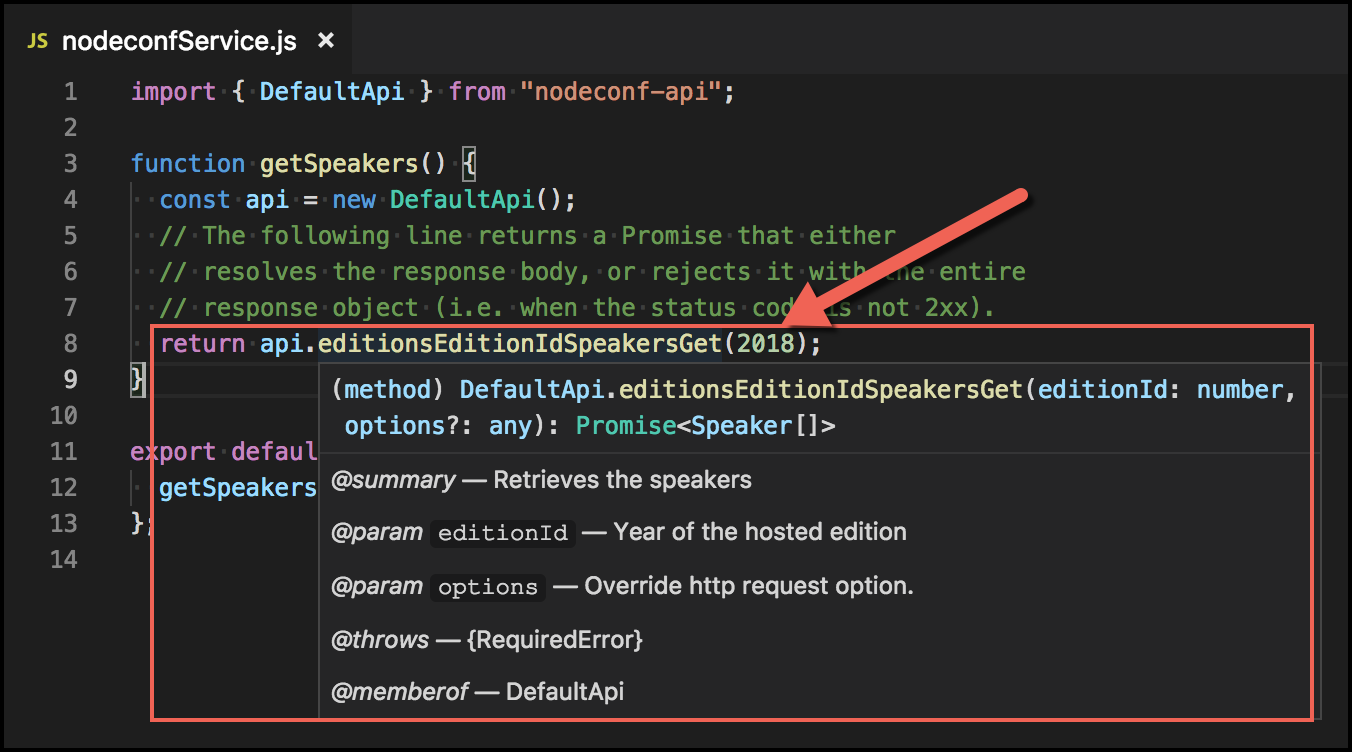 JS nodeconfService.js ×
1 import { DefaultApi } from "nodeconf-api";
2
3 function getSpeakers() {
4 const api = new DefaultApi();
5 // The following line returns a Promise that either
6 // resolves the response body, or rejects it with the entire
7 // response object (i.e. when the status code is not 2xx).
8 return api.editionsEditionIdSpeakersGet(2018);
9 }
(method) DefaultApi.editionsEditionIdSpeakersGet(editionId: number,
options?: any): Promise<Speaker[]>
@summary — Retrieves the speakers
@param editionId — Year of the hosted edition
@param options — Override http request option.
@throws — {RequiredError}
@memberof — DefaultApi
10
11 export defaul
12 getSpeakers
13 };
14